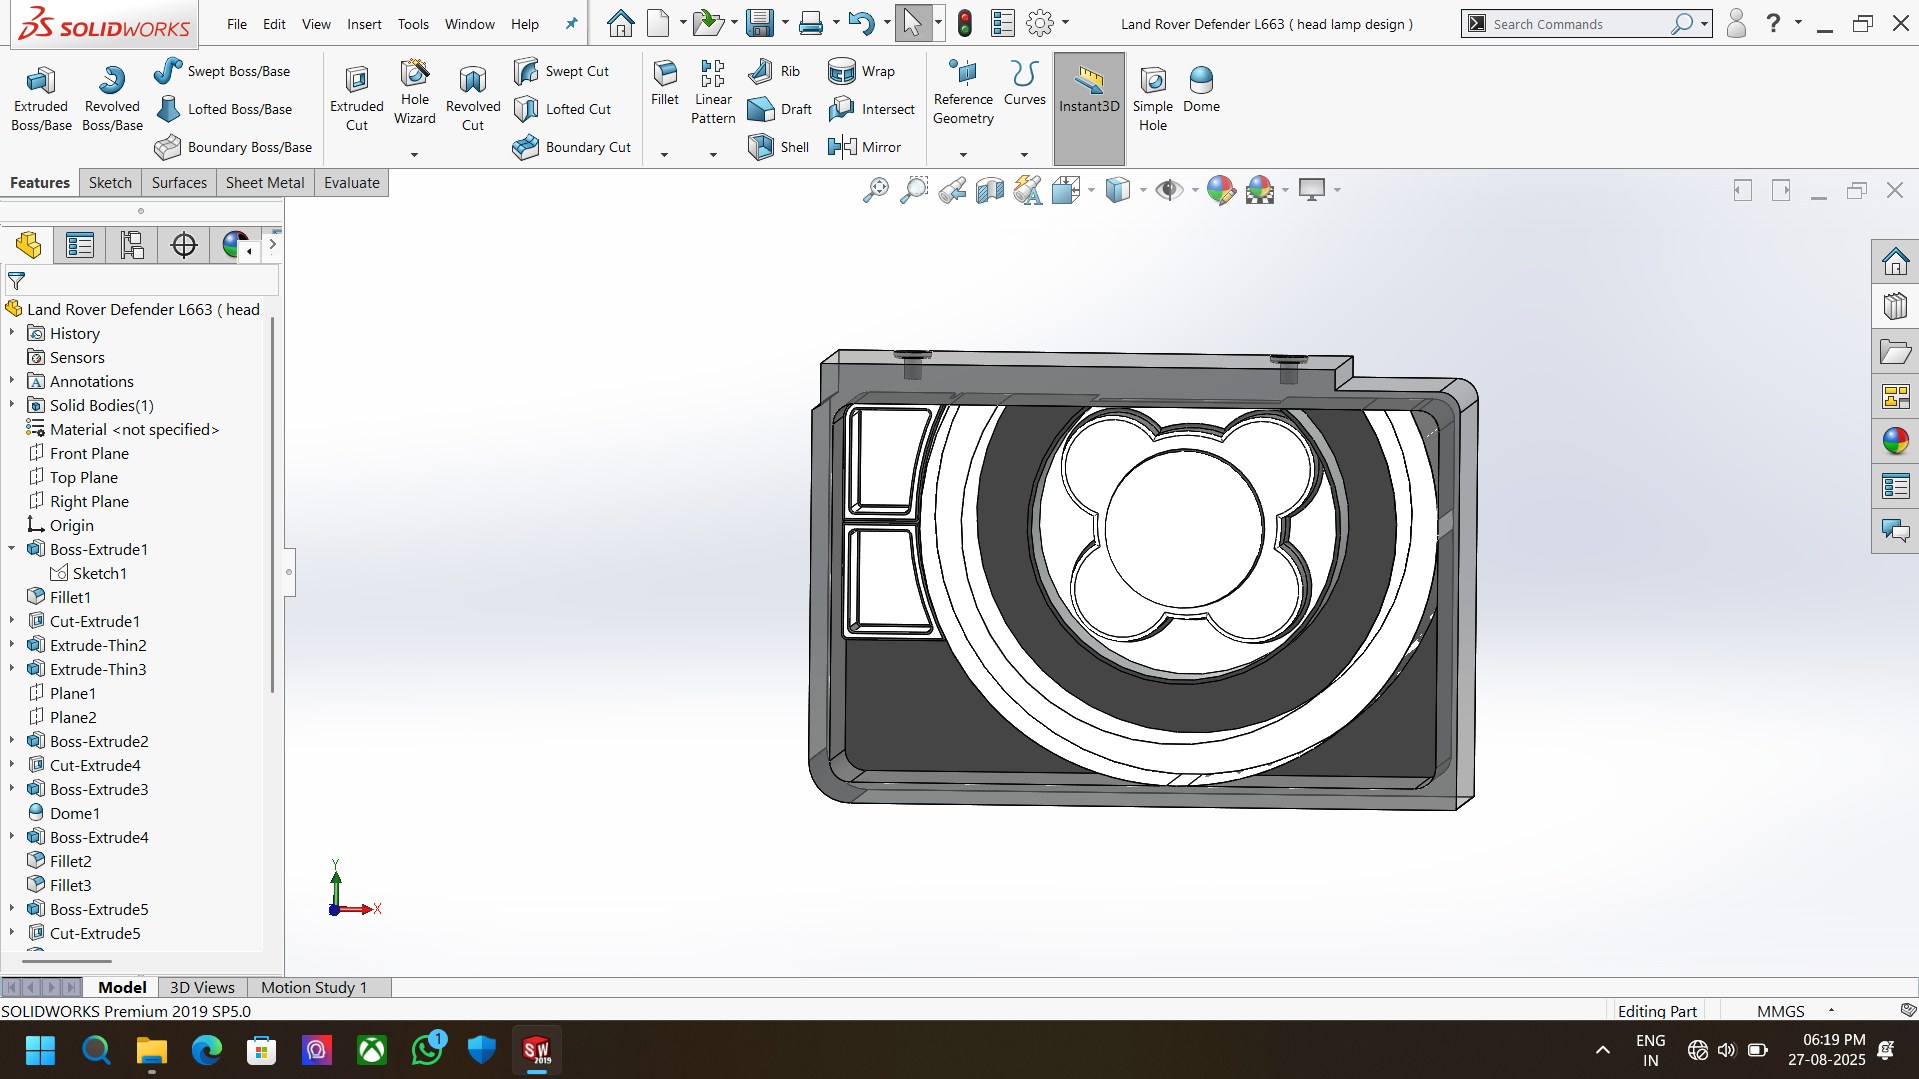 SOLIDWORKS
File Edit View Insert Tools Window Help
Land Rover Defender L663 ( head lamp design )
Search Commands
?
Extruded Boss/Base
Revolved Boss/Base
Swept Boss/Base
Lofted Boss/Base
Boundary Boss/Base
Extruded Cut
Hole Wizard
Revolved Cut
Swept Cut
Lofted Cut
Boundary Cut
Fillet
Linear Pattern
Rib
Draft
Shell
Wrap
Intersect
Mirror
Reference Geometry
Curves
Instant3D
Simple Hole
Dome
Features Sketch Surfaces Sheet Metal Evaluate
Land Rover Defender L663 ( head
History
Sensors
Annotations
Solid Bodies(1)
Material <not specified>
Front Plane
Top Plane
Right Plane
Origin
Boss-Extrude1
Sketch1
Fillet1
Cut-Extrude1
Extrude-Thin2
Extrude-Thin3
Plane1
Plane2
Boss-Extrude2
Cut-Extrude4
Boss-Extrude3
Dome1
Boss-Extrude4
Fillet2
Fillet3
Boss-Extrude5
Cut-Extrude5
Y
X
Model 3D Views Motion Study 1
SOLIDWORKS Premium 2019 SP5.0
Editing Part
MMGS
1
SW
2019
ENG
IN
06:19 PM
27-08-2025